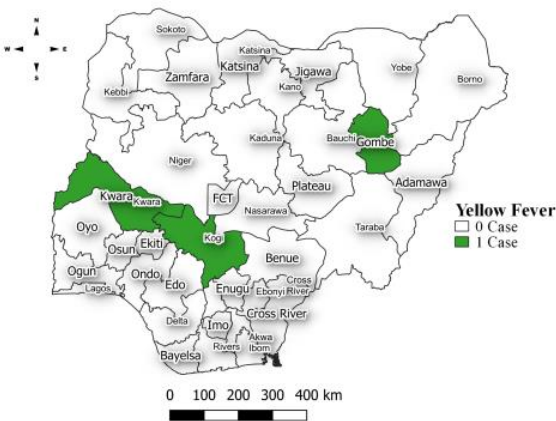 N
W E
S
Sokoto
Katsina
Katsina
Zamfara
Jigawa
Kano
Yobe
Borno
Kebbi
Kaduna
Bauchi
Gombe
Niger
Plateau
Adamawa
FCT
Nasarawa
Kwara
Kwara
Taraba
Oyo
Kogi
Osun
Ekiti
Benue
Ogun
Ondo
Lagos
Edo
Enugu
Ebonyi
Cross
River
Cross River
Delta
Imo
Akwa
Ibom
Rivers
Bayelsa
Yellow Fever
0 Case
1 Case
0 100 200 300 400 km